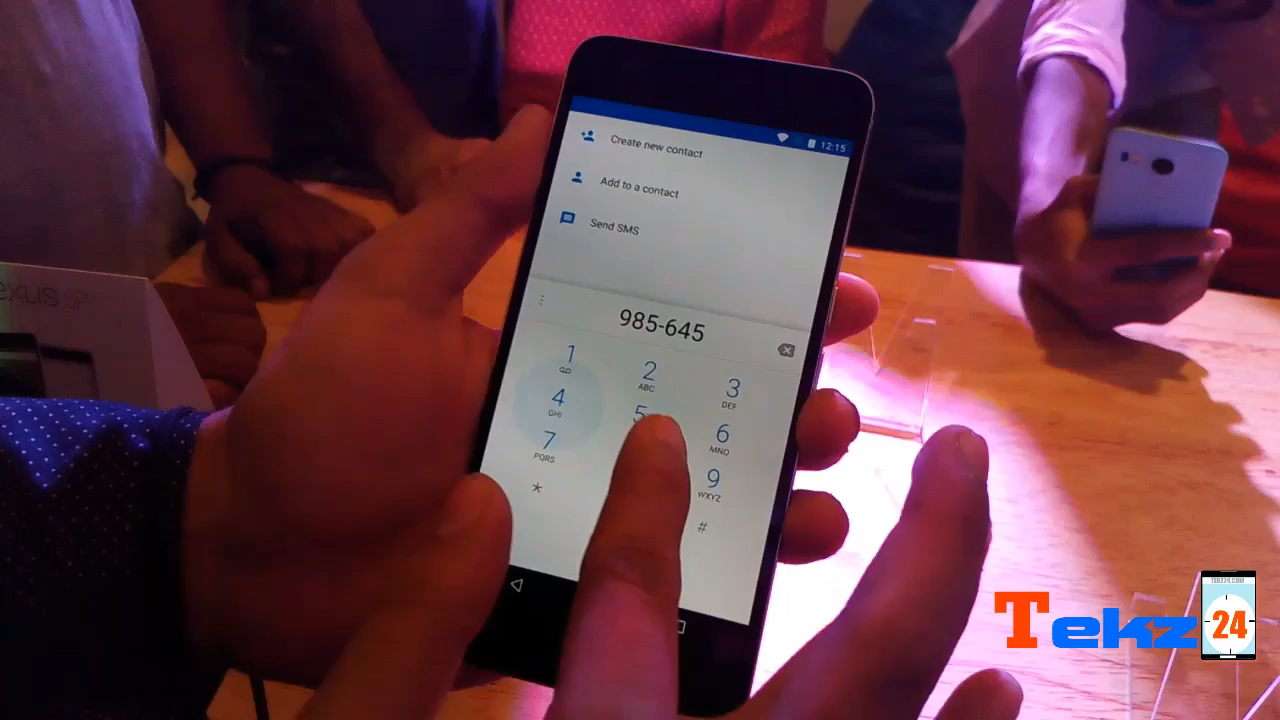 12:15
Create new contact
Add to a contact
Send SMS
985-645
1
2 ABC
3 DEF
4 GHI
5
6 MNO
7 PQRS
9 WXYZ
*
#
exus 6P
Tekz 24
TEKZ24.COM